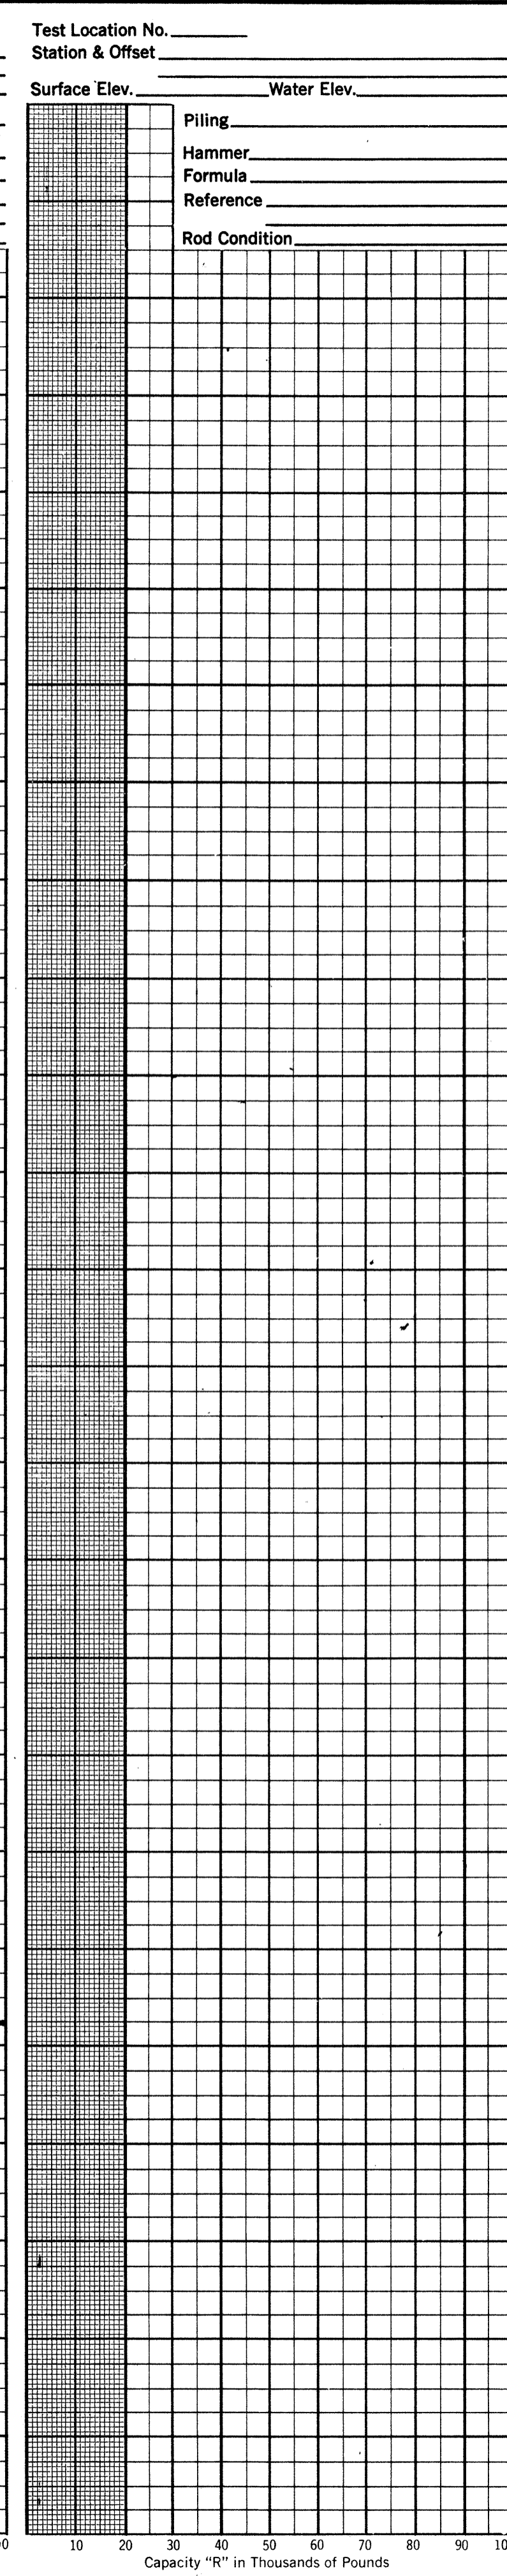 Test Location No.
Station & Offset
Surface Elev. Water Elev.
Piling
Hammer
Formula
Reference
Rod Condition
10 20 30 40 50 60 70 80 90
Capacity "R" in Thousands of Pounds